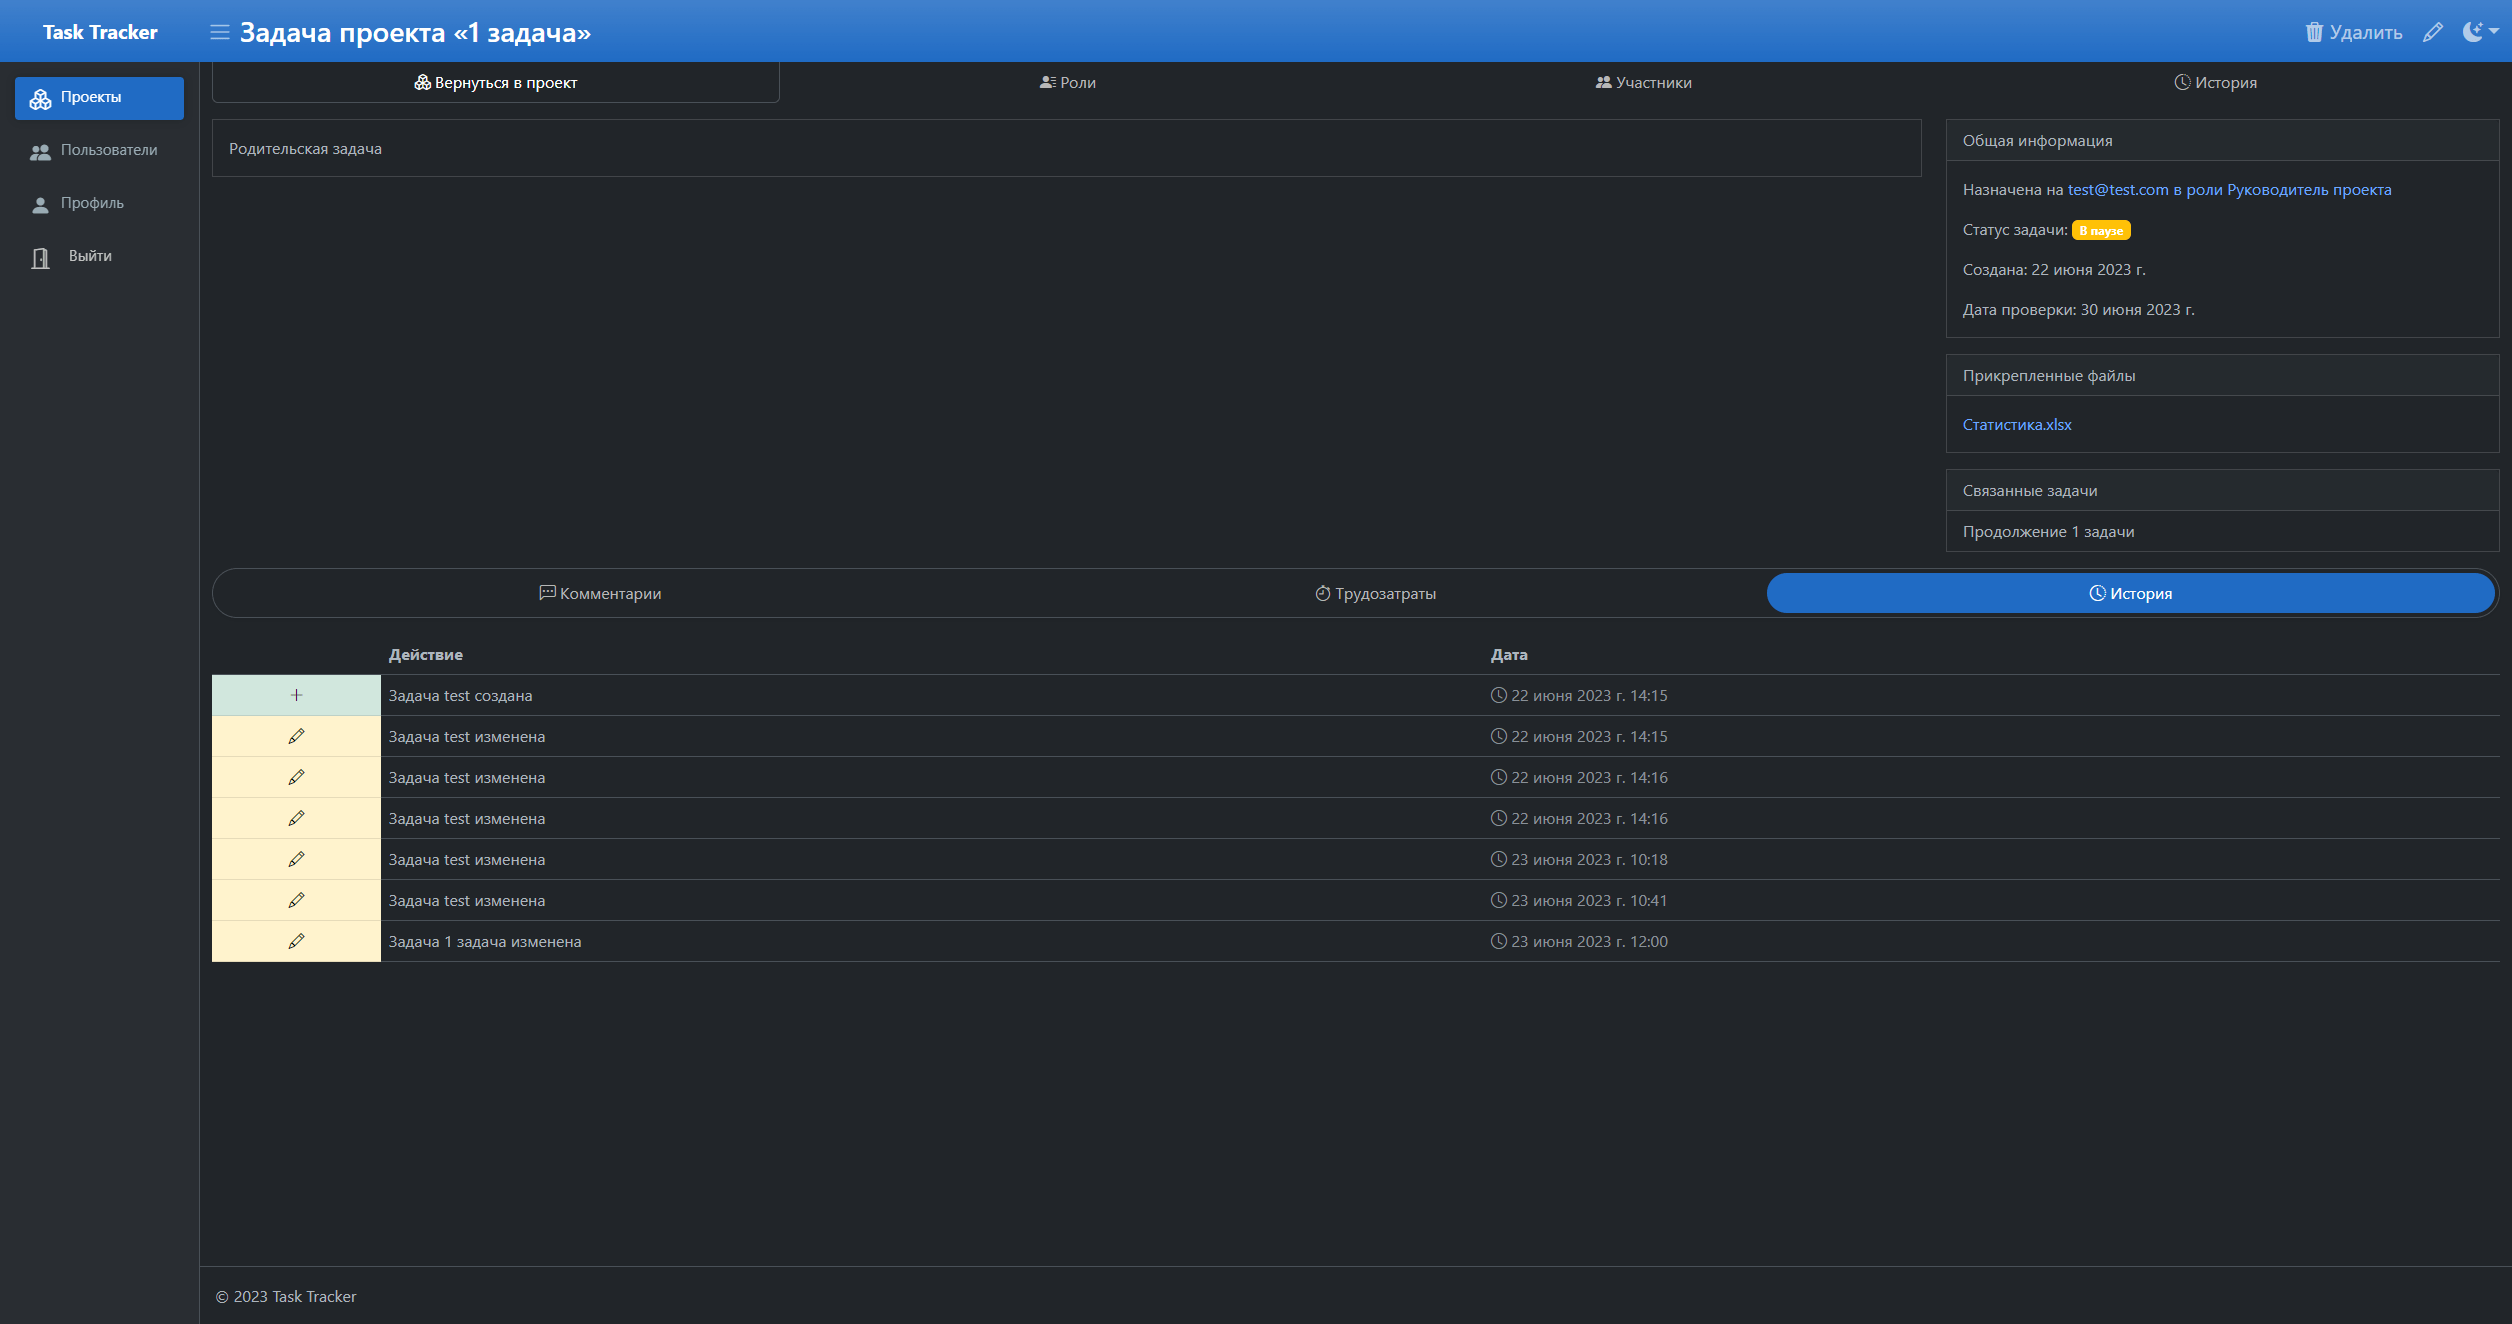 Task Tracker
Задача проекта «1 задача»
Удалить
Проекты
Пользователи
Профиль
Выйти
Вернуться в проект
Роли
Участники
История
Родительская задача
Общая информация
Назначена на test@test.com в роли Руководитель проекта
Статус задачи: В паузе
Создана: 22 июня 2023 г.
Дата проверки: 30 июня 2023 г.
Прикрепленные файлы
Статистика.xlsx
Связанные задачи
Продолжение 1 задачи
Комментарии
Трудозатраты
История
Действие Дата
Задача test создана 22 июня 2023 г. 14:15
Задача test изменена 22 июня 2023 г. 14:15
Задача test изменена 22 июня 2023 г. 14:16
Задача test изменена 22 июня 2023 г. 14:16
Задача test изменена 23 июня 2023 г. 10:18
Задача test изменена 23 июня 2023 г. 10:41
Задача 1 задача изменена 23 июня 2023 г. 12:00
© 2023 Task Tracker